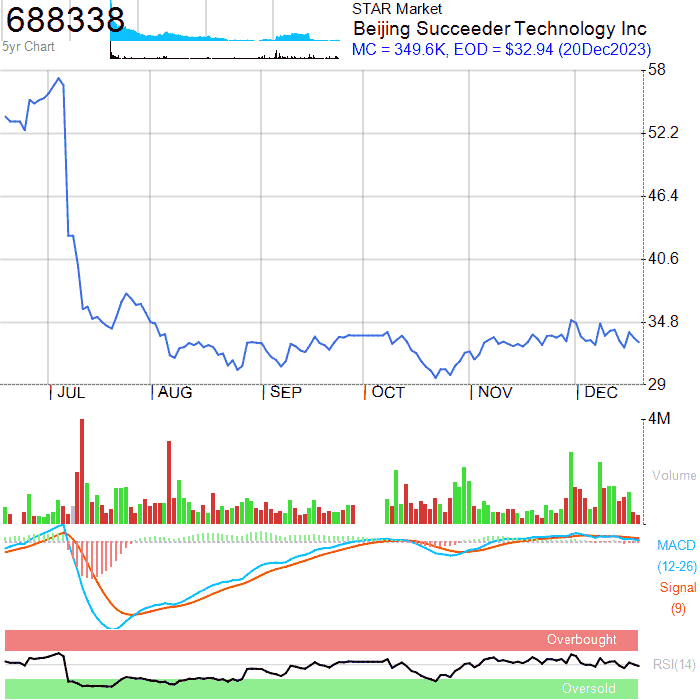 688338
5yr Chart
STAR Market
Beijing Succeeder Technology Inc
MC = 349.6K, EOD = $32.94 (20Dec2023)
58
52.2
46.4
40.6
34.8
29
JUL
AUG
SEP
OCT
NOV
DEC
4M
Volume
MACD
(12-26)
Signal
(9)
Overbought
RSI(14)
Oversold